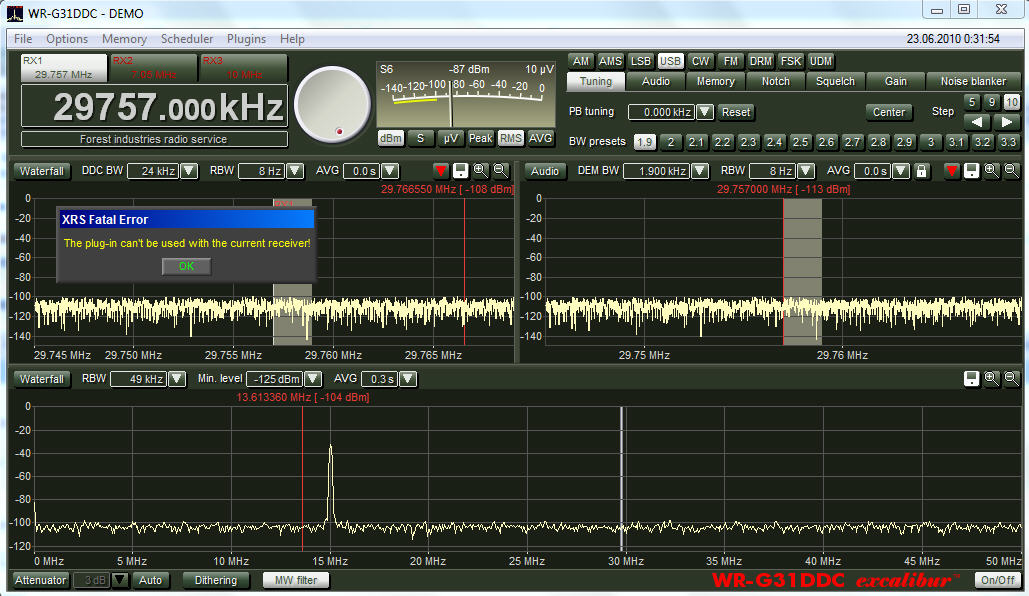 WR-G31DDC - DEMO
File Options Memory Scheduler Plugins Help 23.06.2010 0:31:54
RX1 RX2 RX3
29.757 MHz 10 MHz
29757.000 kHz
Forest industries radio service
S6 -87 dBm 10 µV
-140 -120 -100 -80 -60 -40 -20 0
dBm S µV Peak RMS AVG
AM AMS LSB USB CW FM DRM FSK UDM
Tuning Audio Memory Notch Squelch Gain Noise blanker
PB tuning 0.000 kHz Reset Center Step 5 9 10
BW presets 1.9 2 2.1 2.2 2.3 2.4 2.5 2.6 2.7 2.8 2.9 3 3.1 3.2 3.3
Waterfall DDC BW 24 kHz RBW 8 Hz AVG 0.0 s
29.766550 MHz [ -108 dBm]
0
-20
-40
-60
-80
-100
-120
-140
29.745 MHz 29.750 MHz 29.755 MHz 29.760 MHz 29.765 MHz
XRS Fatal Error
The plug-in can't be used with the current receiver!
OK
Audio DEM BW 1.900 kHz RBW 8 Hz AVG 0.0 s
29.757000 MHz [ -113 dBm]
0
-20
-40
-60
-80
-100
-120
-140
29.75 MHz 29.76 MHz
Waterfall RBW 49 kHz Min. level -125 dBm AVG 0.3 s
13.613360 MHz [ -104 dBm]
0
-20
-40
-60
-80
-100
-120
0 MHz 5 MHz 10 MHz 15 MHz 20 MHz 25 MHz 30 MHz 35 MHz 40 MHz 45 MHz 50 MHz
Attenuator 3 dB Auto Dithering MW filter WR-G31DDC excalibur™ On/Off